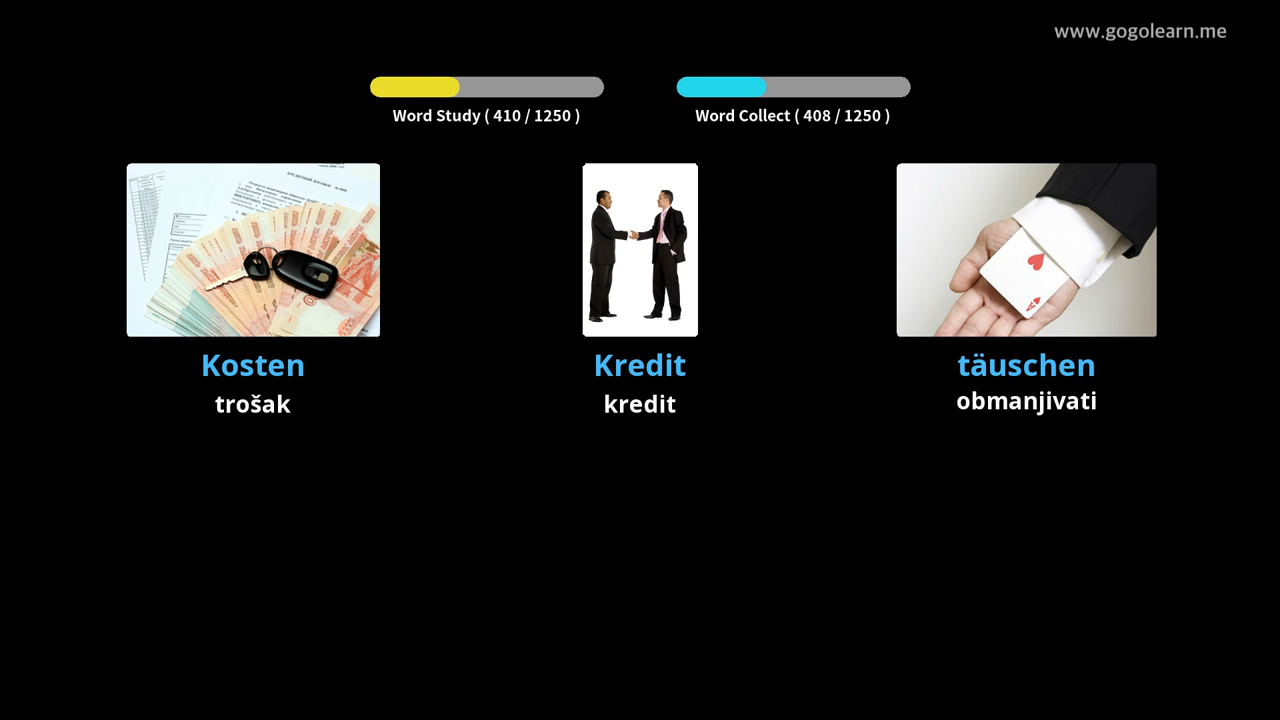 www.gogolearn.me
Word Study ( 410 / 1250 )
Word Collect ( 408 / 1250 )
Kosten
Kredit
täuschen
trošak
kredit
obmanjivati